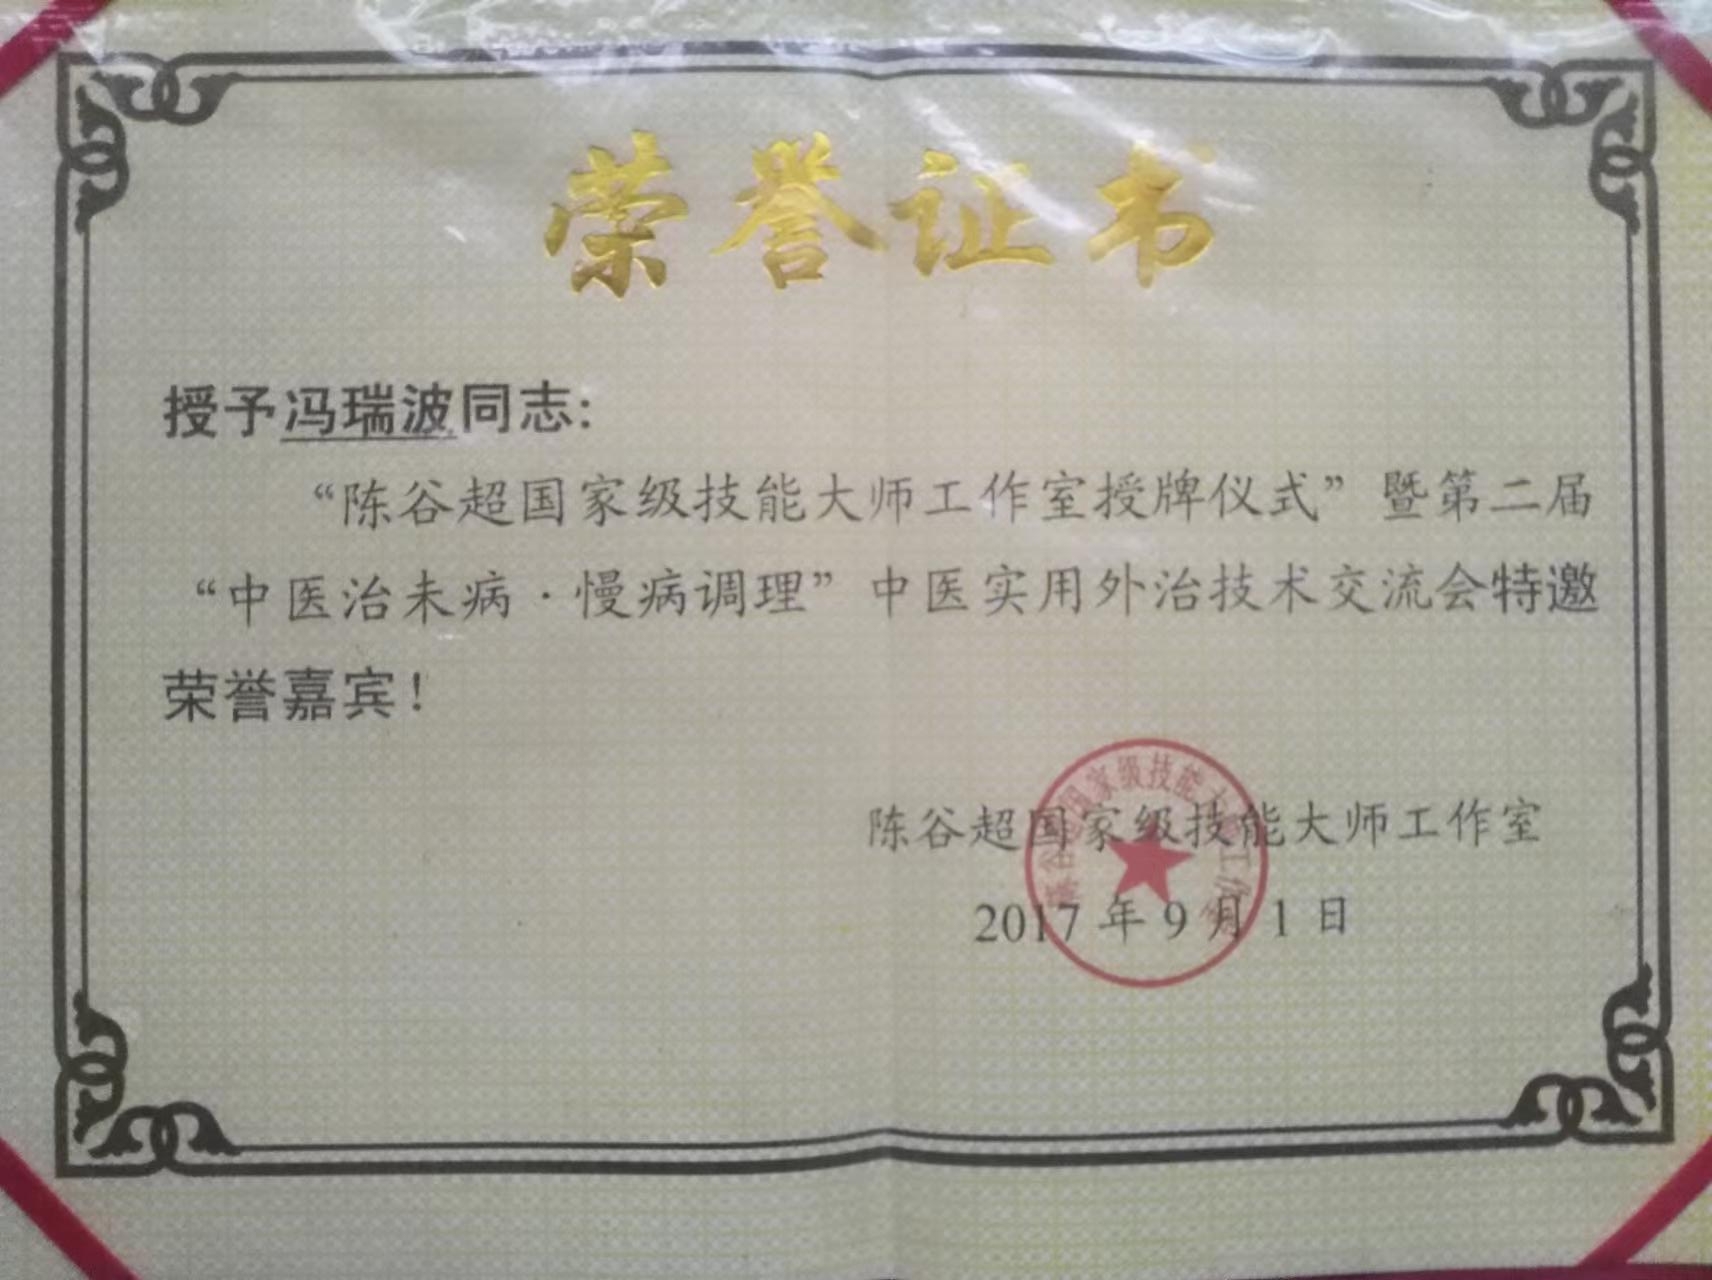 荣誉证书
授予冯瑞波同志：
“陈谷超国家级技能大师工作室授牌仪式”暨第二届
“中医治未病·慢病调理”中医实用外治技术交流会特邀
荣誉嘉宾！
陈谷超国家级技能大师工作室
2017年9月1日